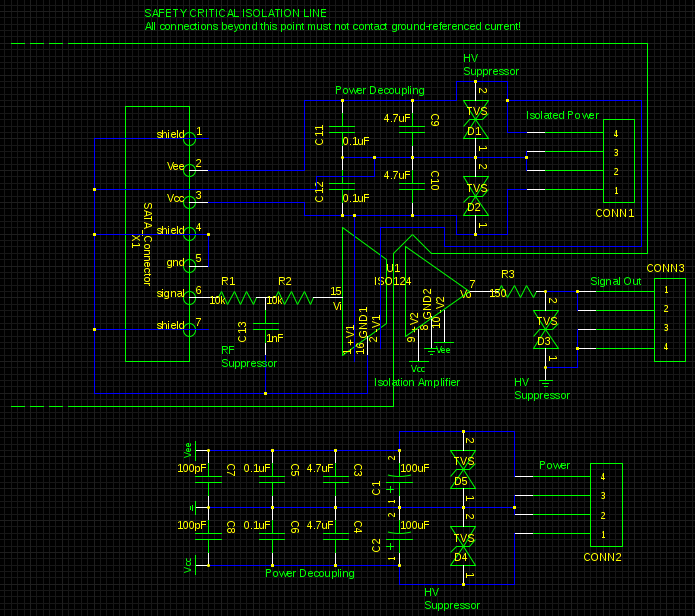 SAFETY CRITICAL ISOLATION LINE
All connections beyond this point must not contact ground-referenced current!
HV
Suppressor
Power Decoupling
2
TVS
D1
1
2
TVS
D2
1
C11
0.1uF
4.7uF
C9
C12
0.1uF
4.7uF
C10
Isolated Power
4
3
2
1
CONN1
shield
1
Vee
2
Vcc
3
shield
4
gnd
5
signal
6
shield
7
SATA_Connector
X1
R1
10k
R2
10k
C13
1nF
RF
Suppressor
15
Vi
U1
ISO124
1
+V1
16
GND1
2
-V1
9
+V2
8
GND2
10
-V2
7
Vo
Vcc
Vee
Isolation Amplifier
R3
150
2
TVS
D3
1
HV
Suppressor
Signal Out
CONN3
1
2
3
4
Vee
100pF
C7
0.1uF
C5
4.7uF
C3
C1
2
100uF
1
100pF
C8
0.1uF
C6
4.7uF
C4
C2
2
100uF
1
Vcc
Power Decoupling
2
TVS
D5
1
2
TVS
D4
1
HV
Suppressor
Power
4
3
2
1
CONN2